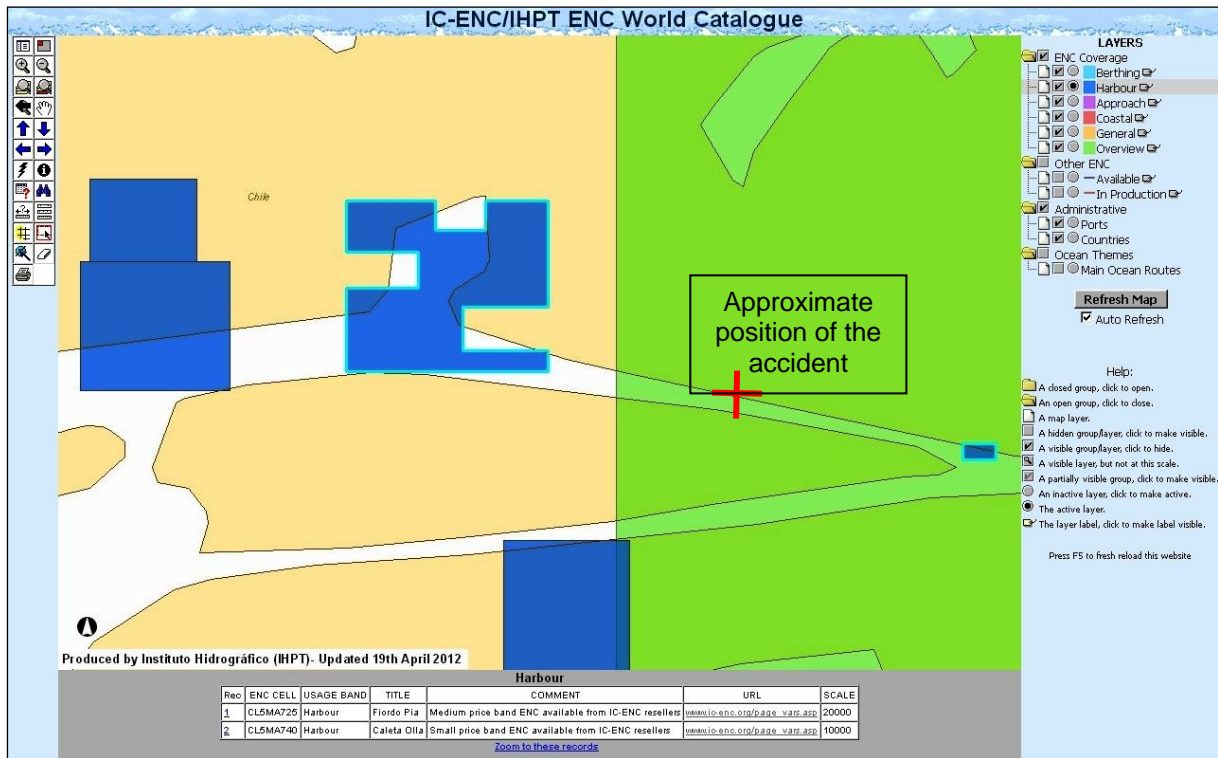 IC-ENC/IHPT ENC World Catalogue
Chile
Approximate
position of the
accident
Produced by Instituto Hidrográfico (IHPT)- Updated 19th April 2012
LAYERS
ENC Coverage
Berthing
Harbour
Approach
Coastal
General
Overview
Other ENC
Available
In Production
Administrative
Ports
Countries
Ocean Themes
Main Ocean Routes
Refresh Map
Auto Refresh
Help:
A closed group, click to open.
An open group, click to close.
A map layer.
A hidden group/layer, click to make visible.
A visible group/layer, click to hide.
A visible layer, but not at this scale.
A partially visible group, click to make visible.
An inactive layer, click to make active.
The active layer.
The layer label, click to make label visible.
Press F5 to fresh reload this website
Harbour
Rec ENC CELL USAGE BAND TITLE COMMENT URL SCALE
1 CL5MA725 Harbour Fiordo Pia Medium price band ENC available from IC-ENC resellers www.ic-enc.org/page_vars.asp 20000
2 CL5MA740 Harbour Caleta Olla Small price band ENC available from IC-ENC resellers www.ic-enc.org/page_vars.asp 10000
Zoom to these records